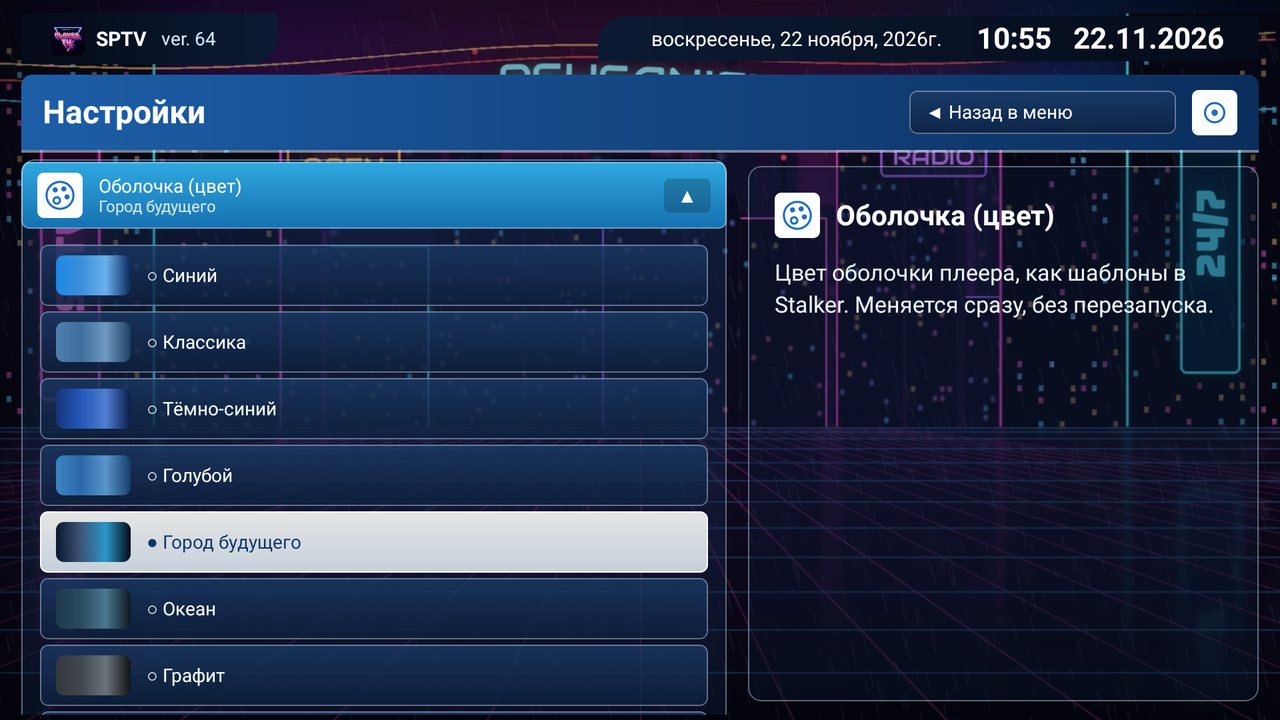 SPTV ver. 64
воскресенье, 22 ноября, 2026г. 10:55 22.11.2026
Настройки
◄ Назад в меню
OPEN
RADIO
24/7
Оболочка (цвет)
Город будущего
▲
○ Синий
○ Классика
○ Тёмно-синий
○ Голубой
● Город будущего
○ Океан
○ Графит
Оболочка (цвет)
Цвет оболочки плеера, как шаблоны в
Stalker. Меняется сразу, без перезапуска.